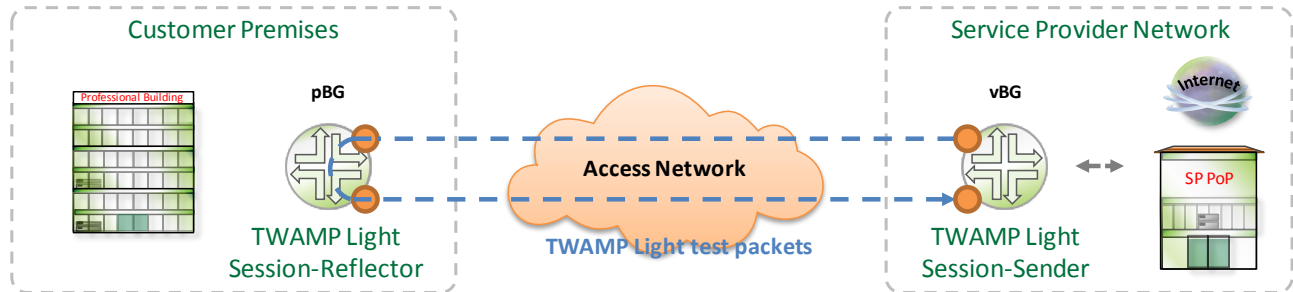 Customer Premises
Service Provider Network
Professional Building
pBG
vBG
Internet
Access Network
SP PoP
TWAMP Light
Session-Reflector
TWAMP Light test packets
TWAMP Light
Session-Sender